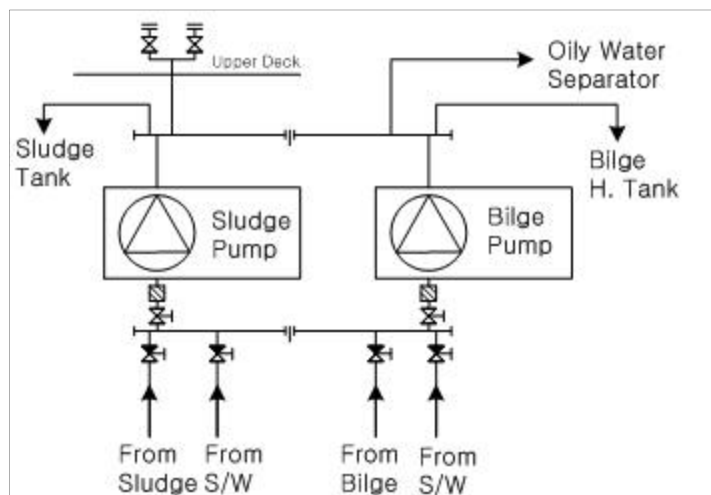 Upper Deck
Oily Water
Separator
Sludge
Tank
Bilge
H. Tank
Sludge
Pump
Bilge
Pump
From
Sludge
From
S/W
From
Bilge
From
S/W